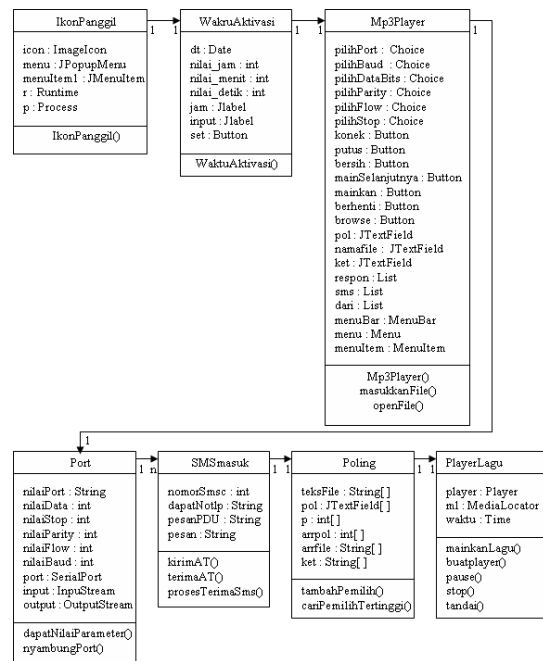 IkonPanggil
icon : ImageIcon
menu : JPopupMenu
menuItem1 : JMenuItem
r : Runtime
p : Process
IkonPanggil()
1
1
WakruAktivasi
dt : Date
nilai_jam : int
nilai_menit : int
nilai_detik : int
jam : Jlabel
input : Jlabel
set : Button
WaktuAktivasi()
1
1
Mp3Player
pilihPort : Choice
pilihBaud : Choice
pilihDataBits : Choice
pilihParity : Choice
pilihFlow : Choice
pilihStop : Choice
konek : Button
putus : Button
bersih : Button
mainSelanjutnya : Button
mainkan : Button
berhenti : Button
browse : Button
pol : JTextField
namafile : JTextField
ket : JTextField
respon : List
sms : List
dari : List
menuBar : MenuBar
menu : Menu
menuItem : MenuItem
Mp3Player()
masukkanFile()
openFile()
1
1
Port
nilaiPort : String
nilaiData : int
nilaiStop : int
nilaiParity : int
nilaiFlow : int
nilaiBaud : int
port : SerialPort
input : InpuStream
output : OutputStream
dapatNilaiParameter()
nyambungPort()
1
n
SMSmasuk
nomorSmsc : int
dapatNotlp : String
pesanPDU : String
pesan : String
kirimAT()
terimaAT()
prosesTerimaSms()
1
1
Poling
teksFile : String[ ]
pol : JTextField[ ]
p : int[ ]
arrpol : int[ ]
arrfile : String[ ]
ket : String[ ]
tambahPemilih()
cariPemilihTertinggi()
1
1
PlayerLagu
player : Player
ml : MediaLocator
waktu : Time
mainkanLagu()
buatplayer()
pause()
stop()
tandai()